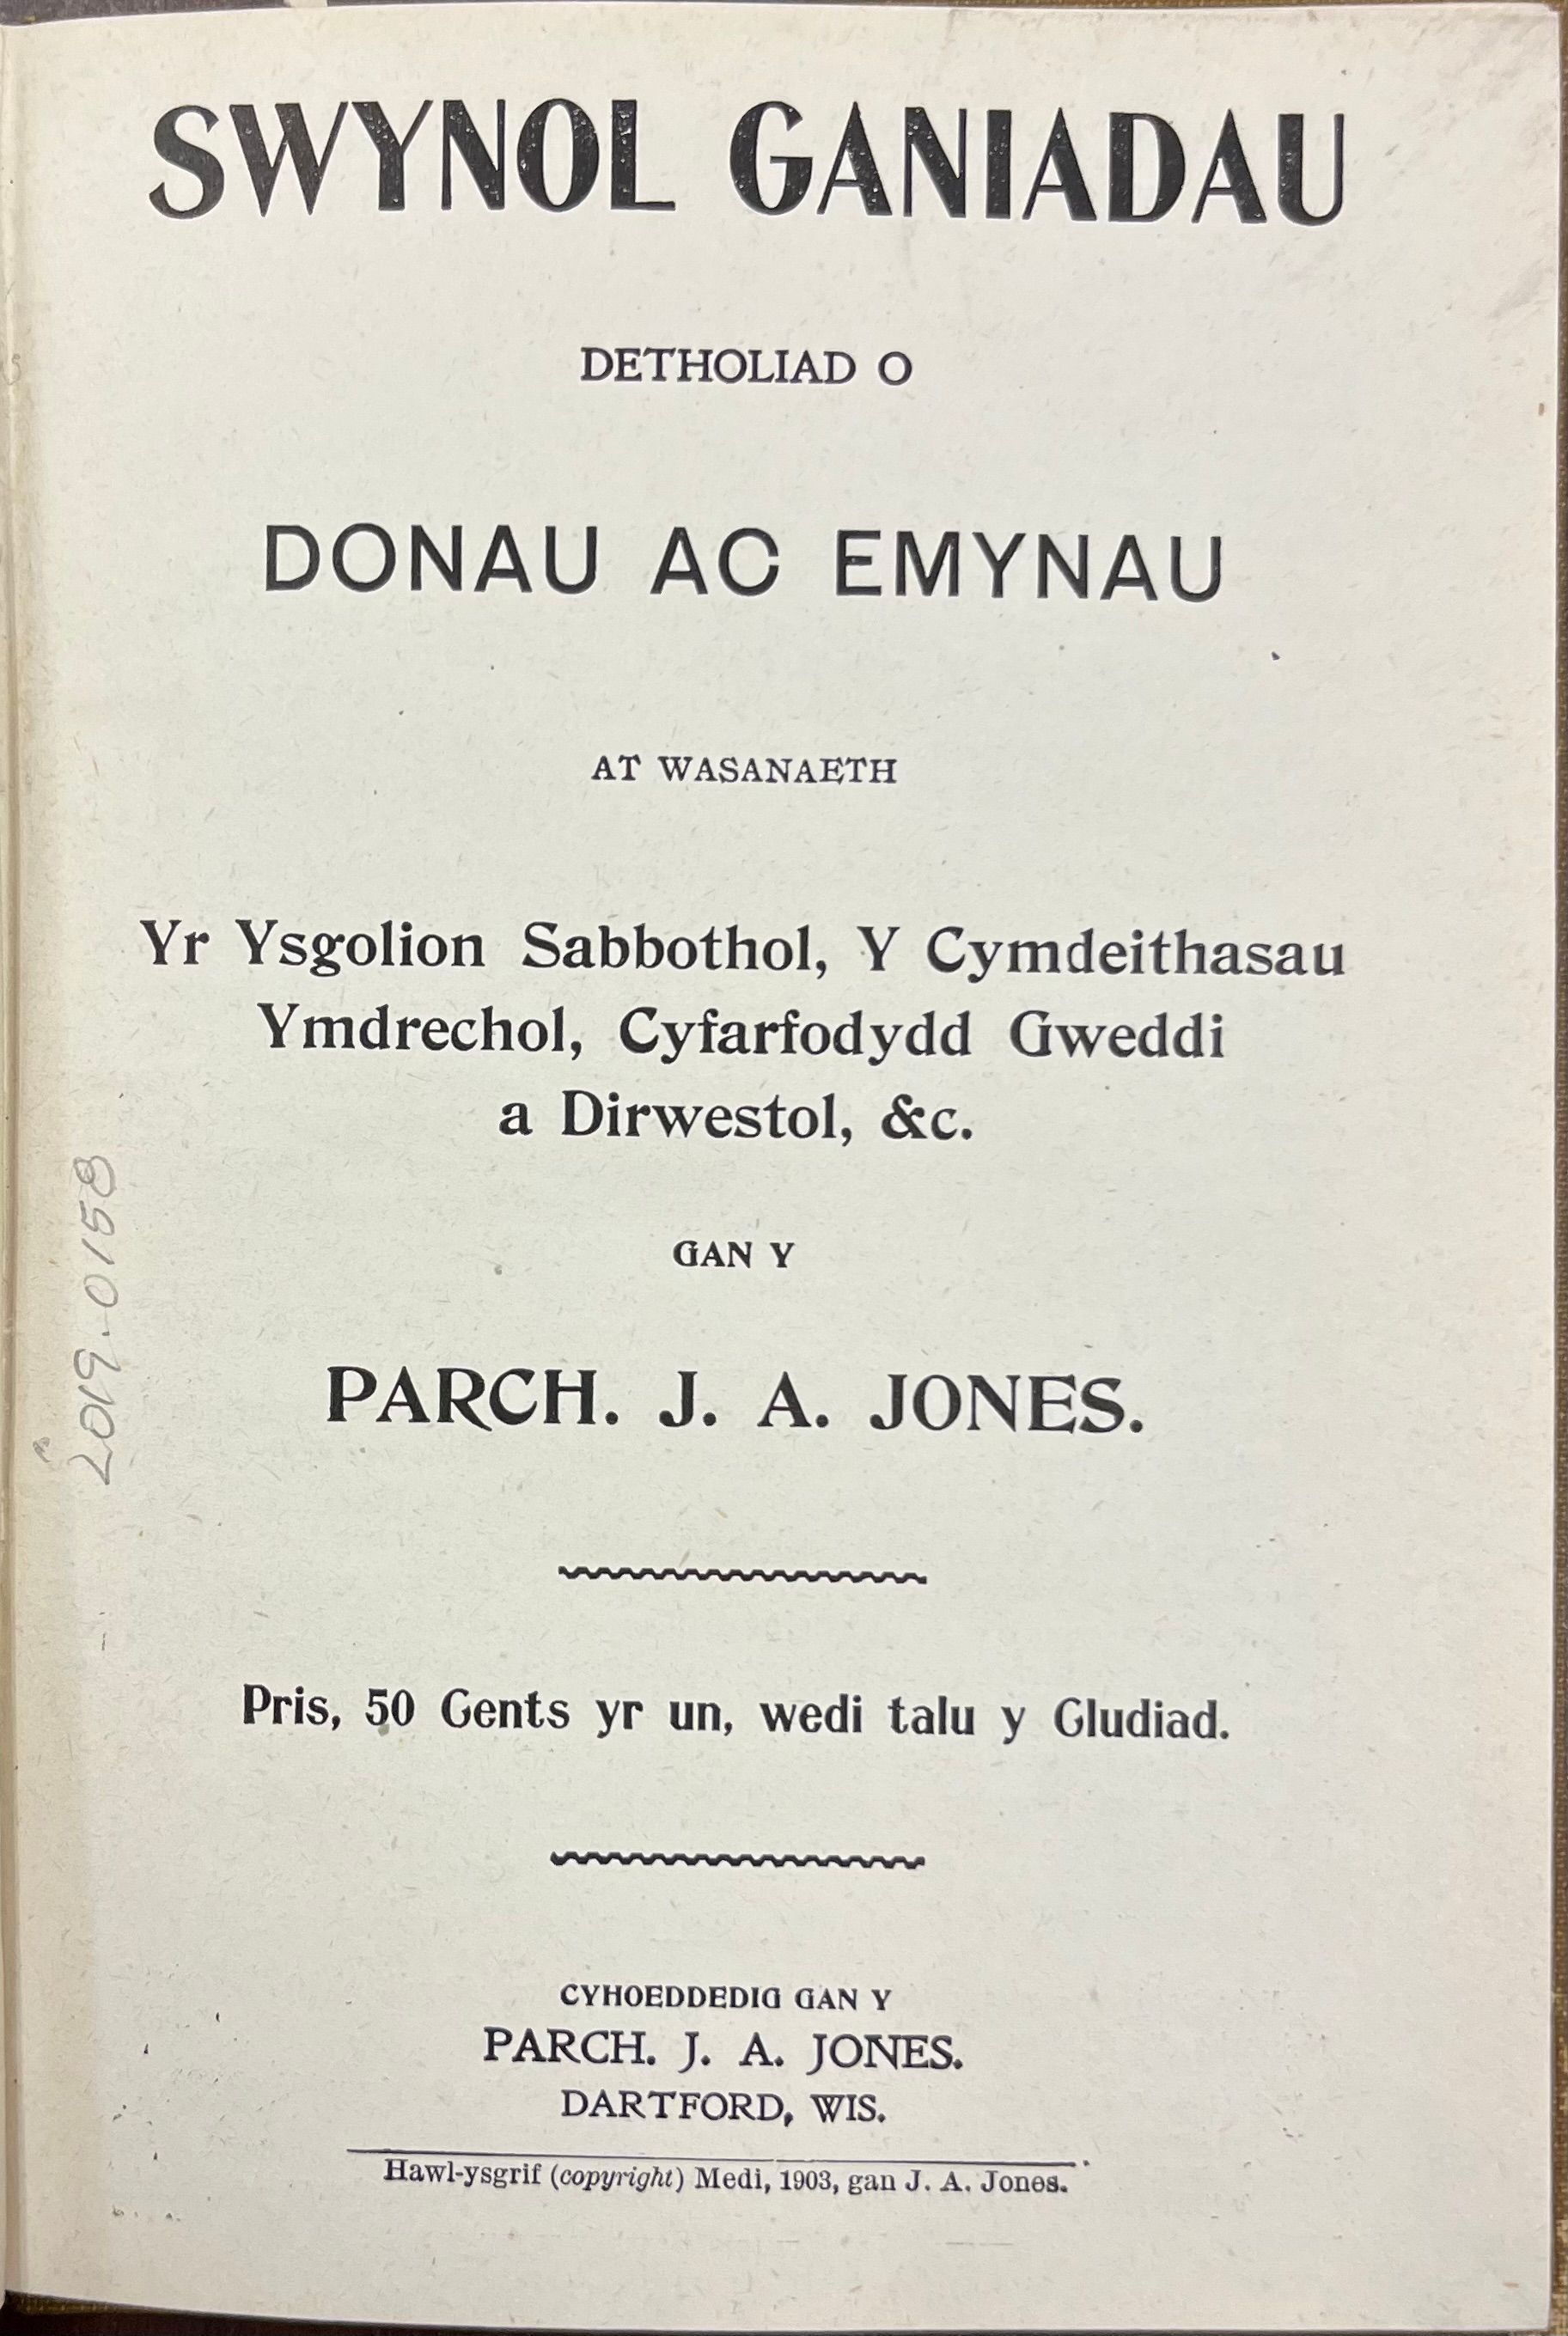 SWYNOL GANIADAU
DETHOLIAD O
DONAU AC EMYNAU
AT WASANAETH
Yr Ysgolion Sabbothol, Y Cymdeithasau
Ymdrechol, Cyfarfodydd Gweddi
a Dirwestol, &c.
GAN Y
PARCH. J. A. JONES.
Pris, 50 Cents yr un, wedi talu y Cludiad.
CYHOEDDEDIG GAN Y
PARCH. J. A. JONES.
DARTFORD, WIS.
Hawl-ysgrif (copyright) Medi, 1903, gan J. A. Jones.
2019.0158